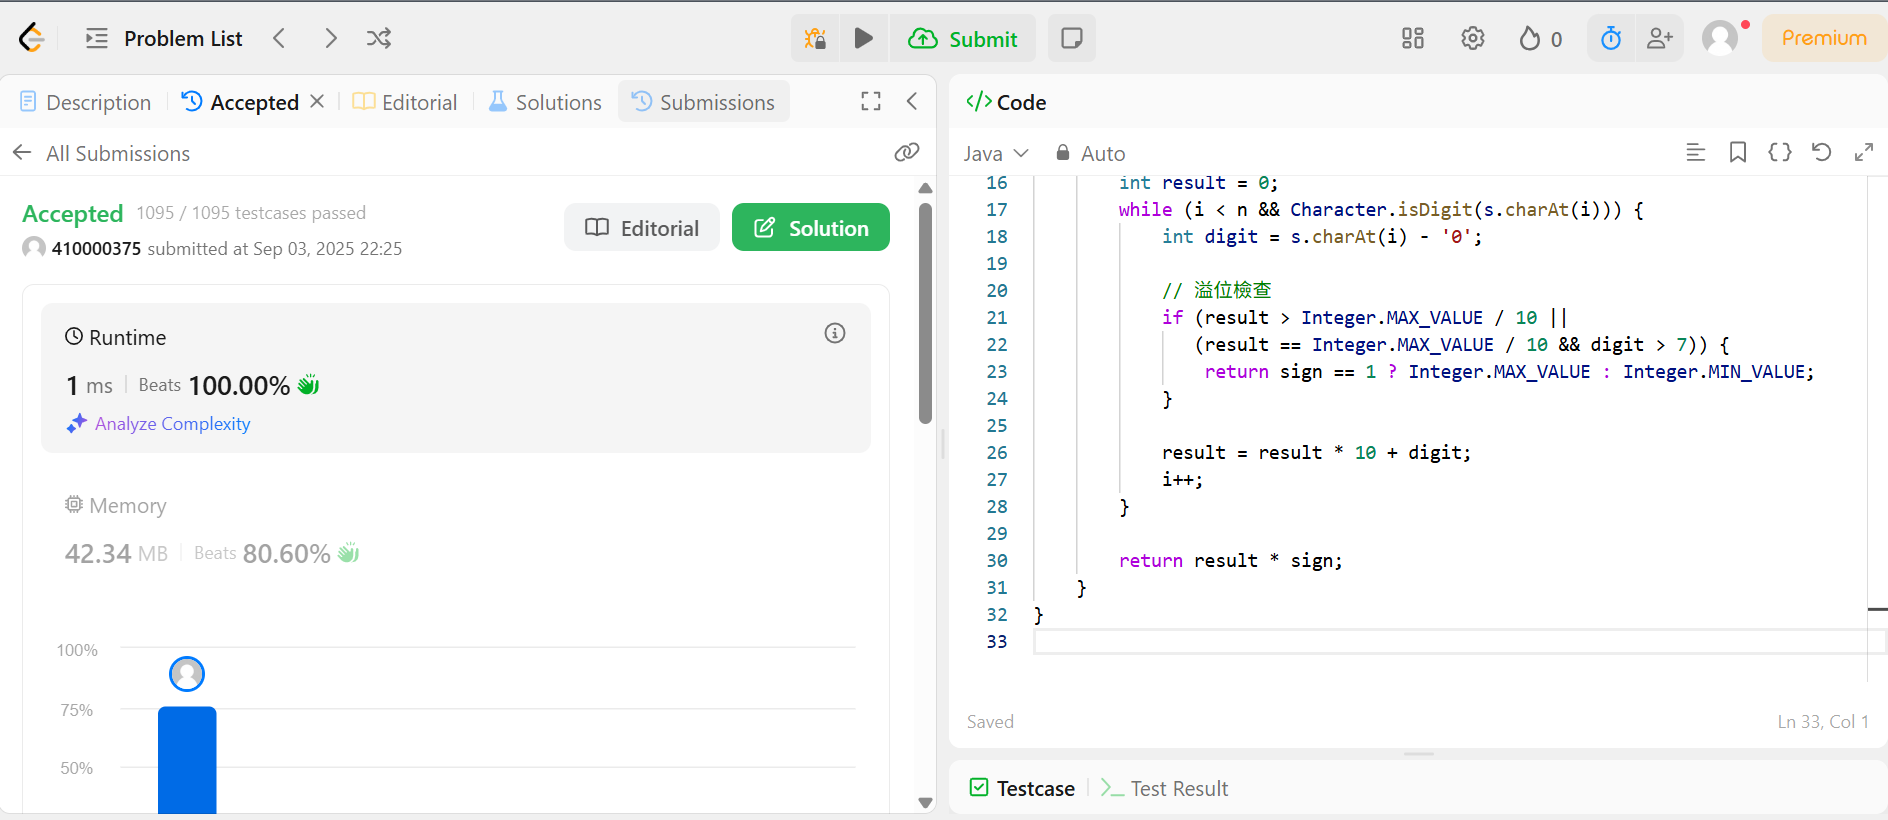 Problem List
Submit
0
Premium
Description
Accepted
Editorial
Solutions
Submissions
All Submissions
Accepted 1095 / 1095 testcases passed
410000375 submitted at Sep 03, 2025 22:25
Editorial
Solution
Runtime
1 ms
Beats 100.00%
Analyze Complexity
Memory
42.34 MB
Beats 80.60%
100%
75%
50%
Code
Java
Auto
16 int result = 0;
17 while (i < n && Character.isDigit(s.charAt(i))) {
18 int digit = s.charAt(i) - '0';
19
20 // 溢位檢查
21 if (result > Integer.MAX_VALUE / 10 ||
22 (result == Integer.MAX_VALUE / 10 && digit > 7)) {
23 return sign == 1 ? Integer.MAX_VALUE : Integer.MIN_VALUE;
24 }
25
26 result = result * 10 + digit;
27 i++;
28 }
29
30 return result * sign;
31 }
32 }
33
Saved
Ln 33, Col 1
Testcase
Test Result